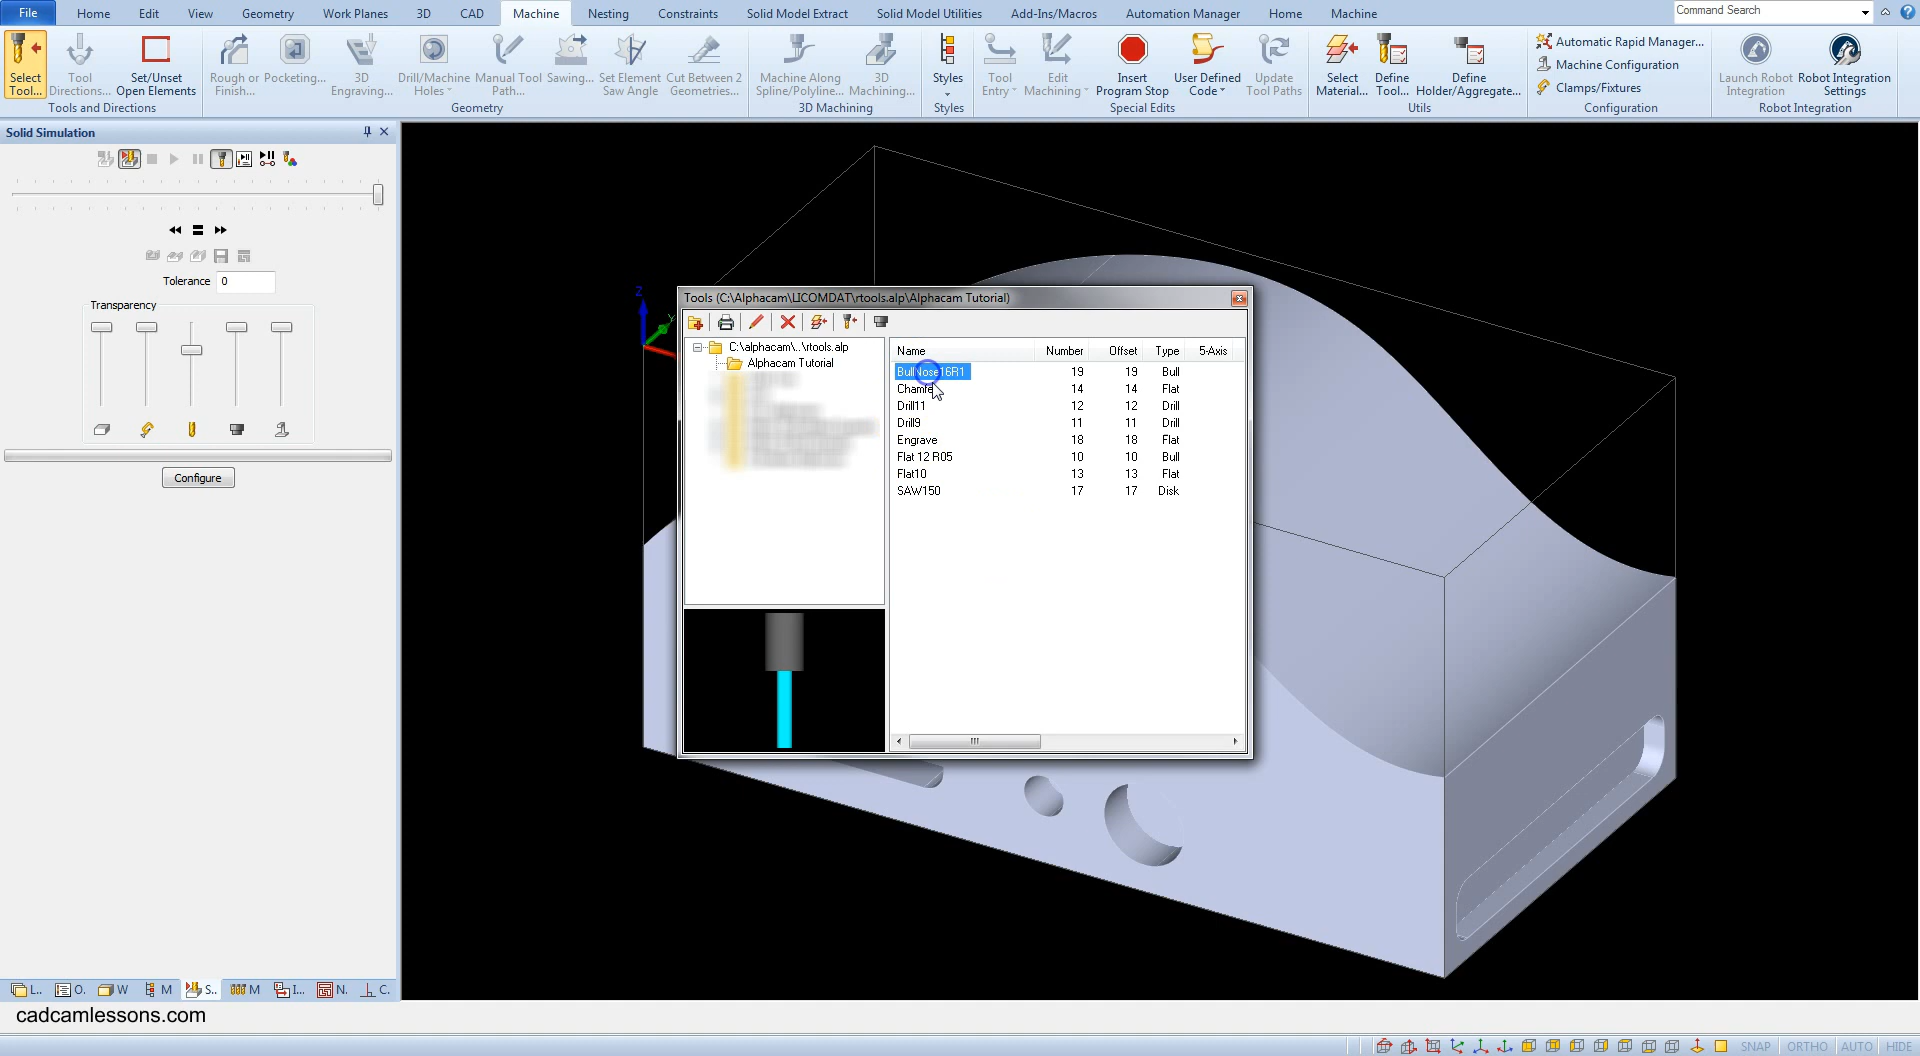 File Home Edit View Geometry Work Planes 3D CAD Machine Nesting Constraints Solid Model Extract Solid Model Utilities Add-Ins/Macros Automation Manager Home Machine Command Search
Select Tool...
Tool Directions...
Set/Unset Open Elements
Rough or Finish...
Pocketing...
3D Engraving...
Drill/Machine Holes
Manual Tool Path...
Sawing...
Set Element Saw Angle
Cut Between 2 Geometries...
Machine Along Spline/Polyline...
3D Machining...
Styles
Tool Entry
Edit Machining
Insert Program Stop
User Defined Code
Update Tool Paths
Select Material...
Define Tool...
Define Holder/Aggregate...
Automatic Rapid Manager...
Machine Configuration
Clamps/Fixtures
Launch Robot Integration
Robot Integration Settings
Tools and Directions Geometry 3D Machining Styles Special Edits Utils Configuration Robot Integration
Solid Simulation
Tolerance 0
Transparency
Configure
Z
Y
Tools (C:\Alphacam\LICOMDAT\rtools.alp\Alphacam Tutorial)
C:\alphacam\..\rtools.alp
Alphacam Tutorial
Name Number Offset Type 5-Axis
BullNose16R1 19 19 Bull
Chamfe 14 14 Flat
Drill11 12 12 Drill
Drill9 11 11 Drill
Engrave 18 18 Flat
Flat 12 R05 10 10 Bull
Flat10 13 13 Flat
SAW150 17 17 Disk
L.. O. W M S.. M I... N. C.
cadcamlessons.com
SNAP ORTHO AUTO HIDE